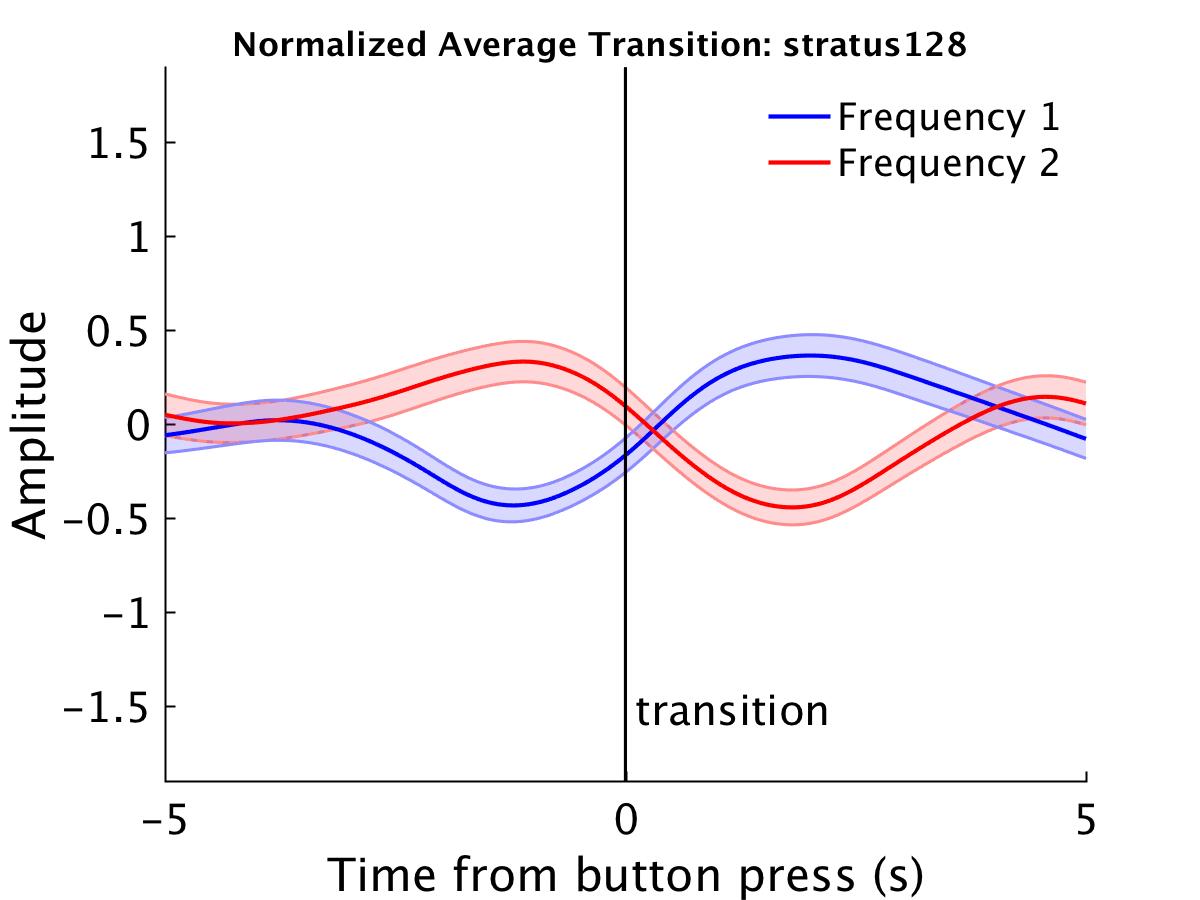 Normalized Average Transition: stratus128
Frequency 1
Frequency 2
1.5
1
0.5
0
−0.5
−1
−1.5
Amplitude
transition
−5
0
5
Time from button press (s)